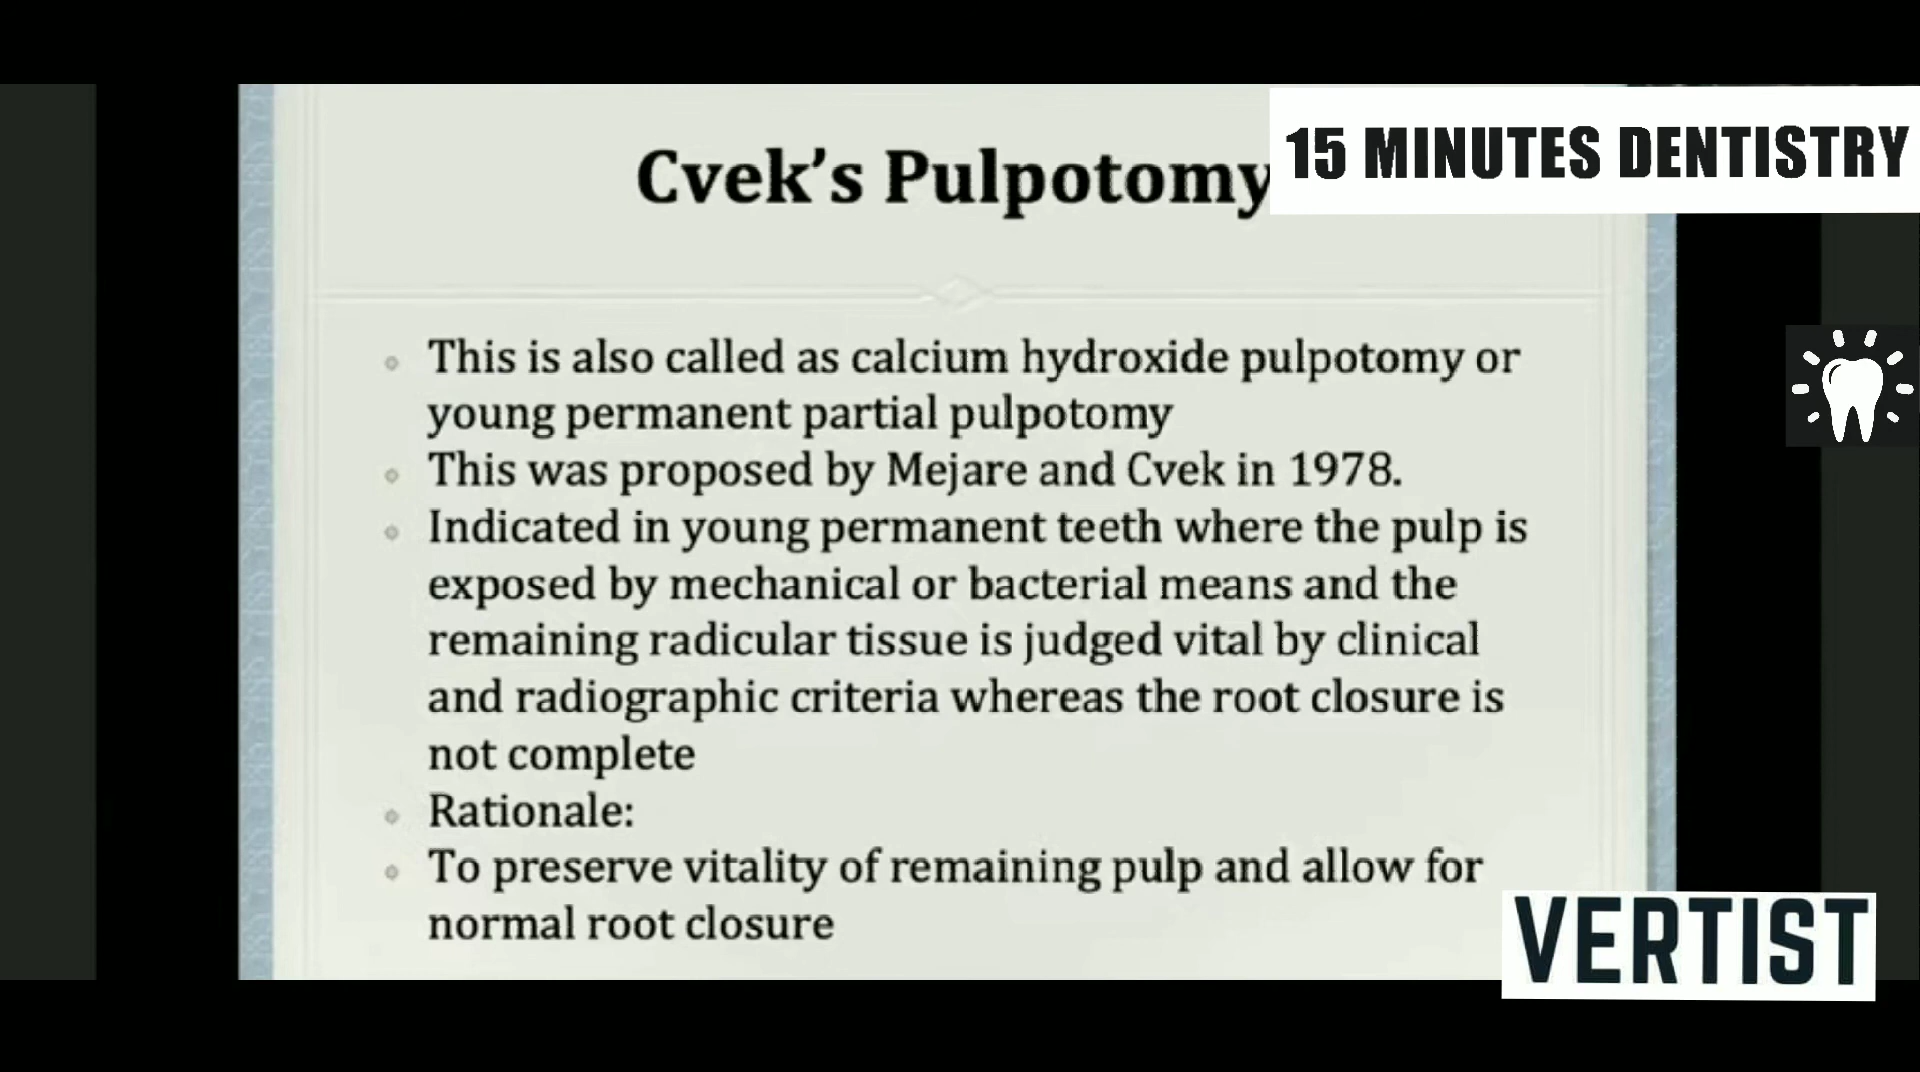 15 MINUTES DENTISTRY
Cvek's Pulpotomy
This is also called as calcium hydroxide pulpotomy or
young permanent partial pulpotomy
This was proposed by Mejare and Cvek in 1978.
Indicated in young permanent teeth where the pulp is
exposed by mechanical or bacterial means and the
remaining radicular tissue is judged vital by clinical
and radiographic criteria whereas the root closure is
not complete
Rationale:
To preserve vitality of remaining pulp and allow for
normal root closure
VERTIST